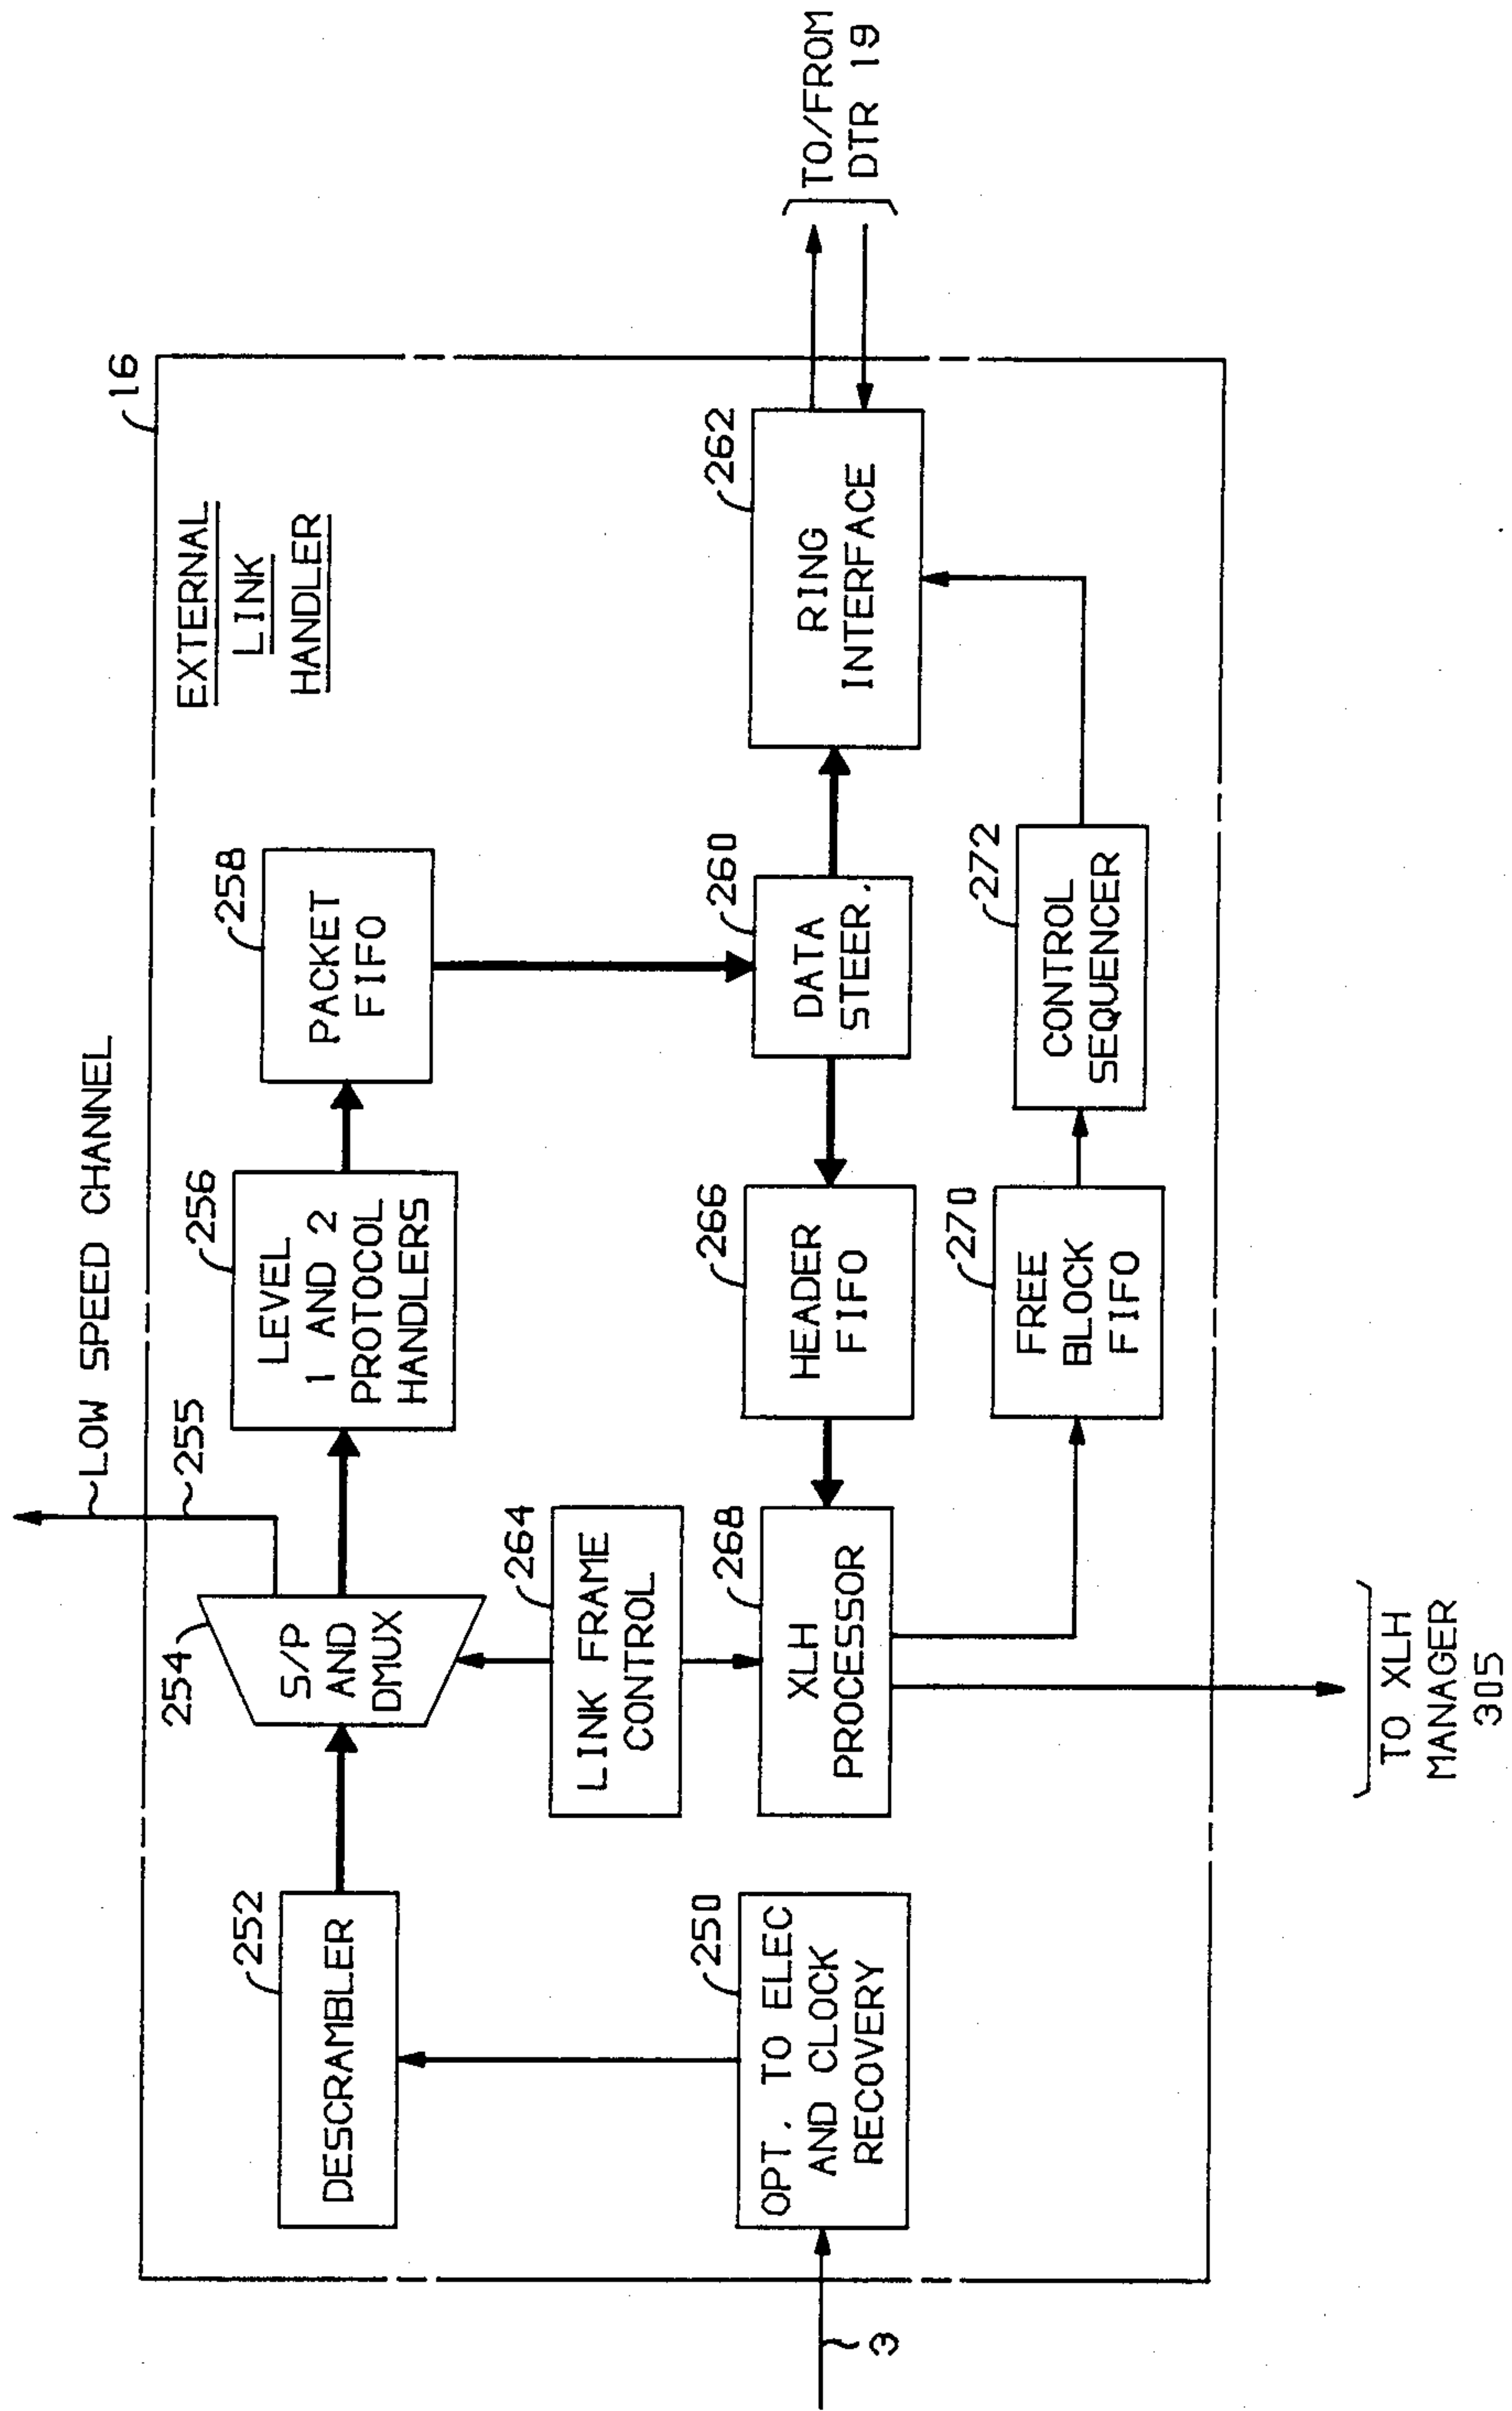 16
EXTERNAL
LINK
HANDLER
LOW SPEED CHANNEL
255
252
DESCRAMBLER
254
S/P
AND
DMUX
256
LEVEL
1 AND 2
PROTOCOL
HANDLERS
258
PACKET
FIFO
264
LINK FRAME
CONTROL
3
250
OPT. TO ELEC
AND CLOCK
RECOVERY
268
XLH
PROCESSOR
266
HEADER
FIFO
260
DATA
STEER.
262
RING
INTERFACE
TO/FROM
DTR 19
270
FREE
BLOCK
FIFO
272
CONTROL
SEQUENCER
TO XLH
MANAGER
305